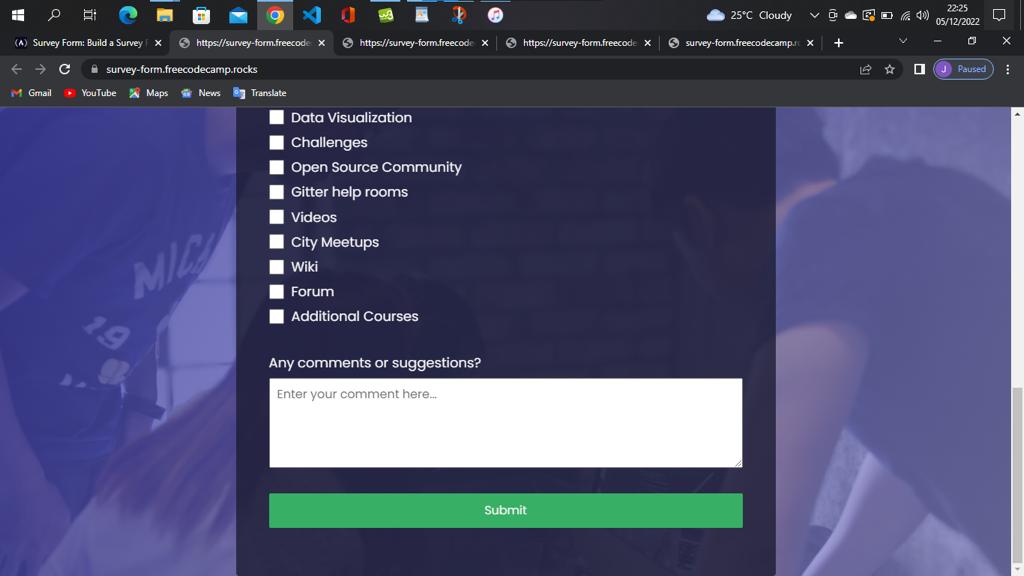 22:25
25°C Cloudy
05/12/2022
Survey Form: Build a Survey F
https://survey-form.freecode
https://survey-form.freecode
https://survey-form.freecode
survey-form.freecodecamp.ro
survey-form.freecodecamp.rocks
J Paused
Gmail YouTube Maps News Translate
Data Visualization
Challenges
Open Source Community
Gitter help rooms
Videos
City Meetups
Wiki
Forum
Additional Courses
Any comments or suggestions?
Enter your comment here...
Submit
MICH
19